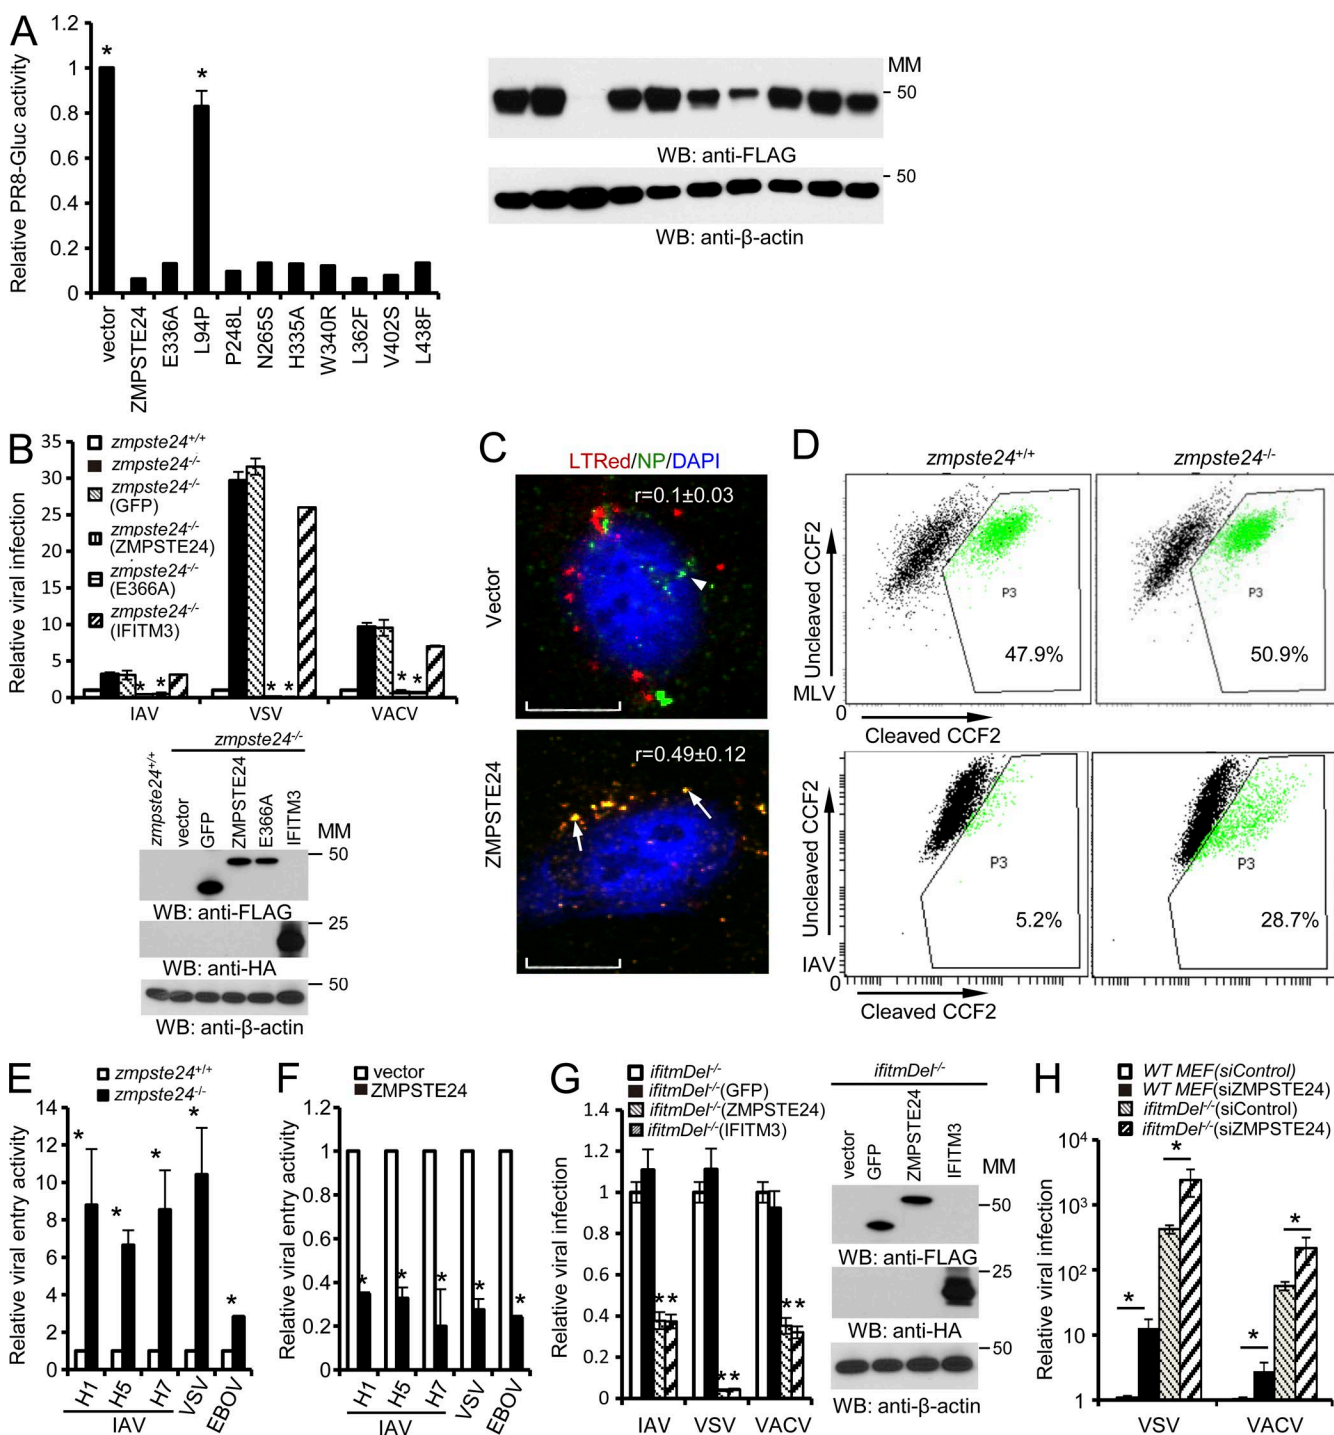 A
Relative PR8-Gluc activity
1.2
1
0.8
0.6
0.4
0.2
0
*
*
vector
ZMPSTE24
E336A
L94P
P248L
N265S
H335A
W340R
L362F
V402S
L438F
MM
50
WB: anti-FLAG
50
WB: anti-β-actin
B
Relative viral infection
35
30
25
20
15
10
5
0
zmpste24+/+
zmpste24-/-
zmpste24-/-
(GFP)
zmpste24-/-
(ZMPSTE24)
zmpste24-/-
(E366A)
zmpste24-/-
(IFITM3)
* *
* *
* *
IAV
VSV
VACV
zmpste24-/-
zmpste24+/+
vector
GFP
ZMPSTE24
E366A
IFITM3
MM
50
WB: anti-FLAG
25
WB: anti-HA
50
WB: anti-β-actin
C
LTRed/NP/DAPI
Vector
r=0.1±0.03
ZMPSTE24
r=0.49±0.12
D
zmpste24+/+
zmpste24-/-
Uncleaved CCF2
P3
47.9%
P3
50.9%
MLV
0
Cleaved CCF2
Uncleaved CCF2
P3
5.2%
P3
28.7%
IAV
0
Cleaved CCF2
E
zmpste24+/+
zmpste24-/-
Relative viral entry activity
14
12
10
8
6
4
2
0
*
*
*
*
*
H1
H5
H7
VSV
EBOV
IAV
F
vector
ZMPSTE24
Relative viral entry activity
1.2
1
0.8
0.6
0.4
0.2
0
*
*
*
*
*
H1
H5
H7
VSV
EBOV
IAV
G
ifitmDel-/-
ifitmDel-/-(GFP)
ifitmDel-/-(ZMPSTE24)
ifitmDel-/-(IFITM3)
Relative viral infection
1.4
1.2
1
0.8
0.6
0.4
0.2
0
**
**
**
IAV
VSV
VACV
ifitmDel-/-
vector
GFP
ZMPSTE24
IFITM3
MM
50
WB: anti-FLAG
25
WB: anti-HA
50
WB: anti-β-actin
H
WT MEF(siControl)
WT MEF(siZMPSTE24)
ifitmDel-/-(siControl)
ifitmDel-/-(siZMPSTE24)
Relative viral infection
10^4
10^3
10^2
10
1
*
*
*
*
VSV
VACV